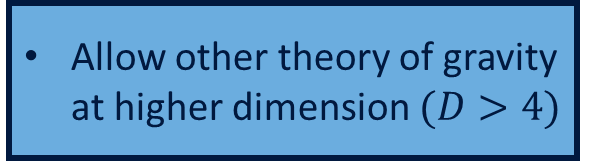 • Allow other theory of gravity
at higher dimension (D > 4)